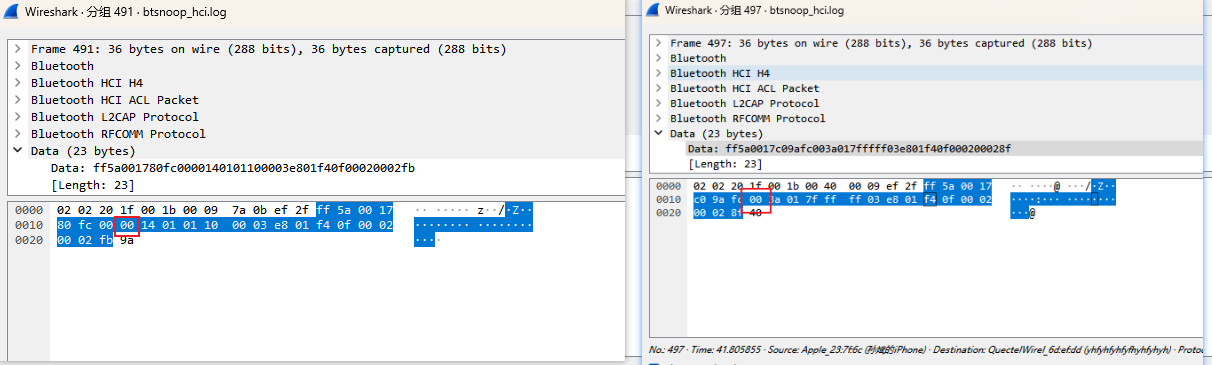 Wireshark · 分组 491 · btsnoop_hci.log
Frame 491: 36 bytes on wire (288 bits), 36 bytes captured (288 bits)
Bluetooth
Bluetooth HCI H4
Bluetooth HCI ACL Packet
Bluetooth L2CAP Protocol
Bluetooth RFCOMM Protocol
Data (23 bytes)
Data: ff5a001780fc0000140101100003e801f40f00020002fb
[Length: 23]
0000 02 02 20 1f 00 1b 00 09 7a 0b ef 2f ff 5a 00 17 ·· ····· z··/·Z··
0010 80 fc 00 00 14 01 01 10 00 03 e8 01 f4 0f 00 02 ········ ········
0020 00 02 fb 9a ····
Wireshark · 分组 497 · btsnoop_hci.log
Frame 497: 36 bytes on wire (288 bits), 36 bytes captured (288 bits)
Bluetooth
Bluetooth HCI H4
Bluetooth HCI ACL Packet
Bluetooth L2CAP Protocol
Bluetooth RFCOMM Protocol
Data (23 bytes)
Data: ff5a0017c09afc003a017fffff03e801f40f000200028f
[Length: 23]
0000 02 02 20 1f 00 1b 00 40 00 09 ef 2f ff 5a 00 17 ·· ····@ ···/·Z··
0010 c0 9a fc 00 3a 01 7f ff ff 03 e8 01 f4 0f 00 02 ····:··· ········
0020 00 02 8f 40 ···@
No.: 497 · Time: 41.805855 · Source: Apple_23:7f:6c (孙斌的iPhone) · Destination: QuectelWirel_6d:ef:dd (yhfyhfyhfyfhyhfyhyh) · Protoc